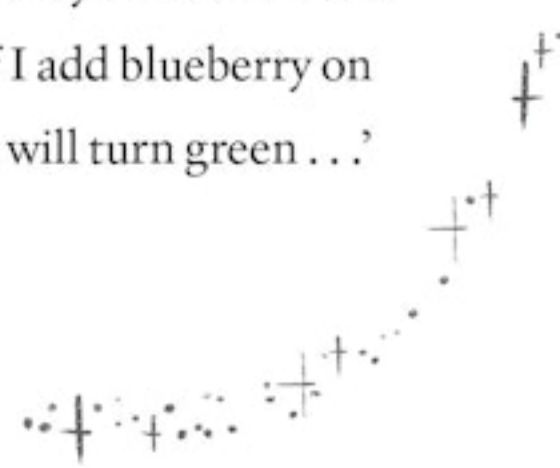 I add blueberry on
will turn green . . .’